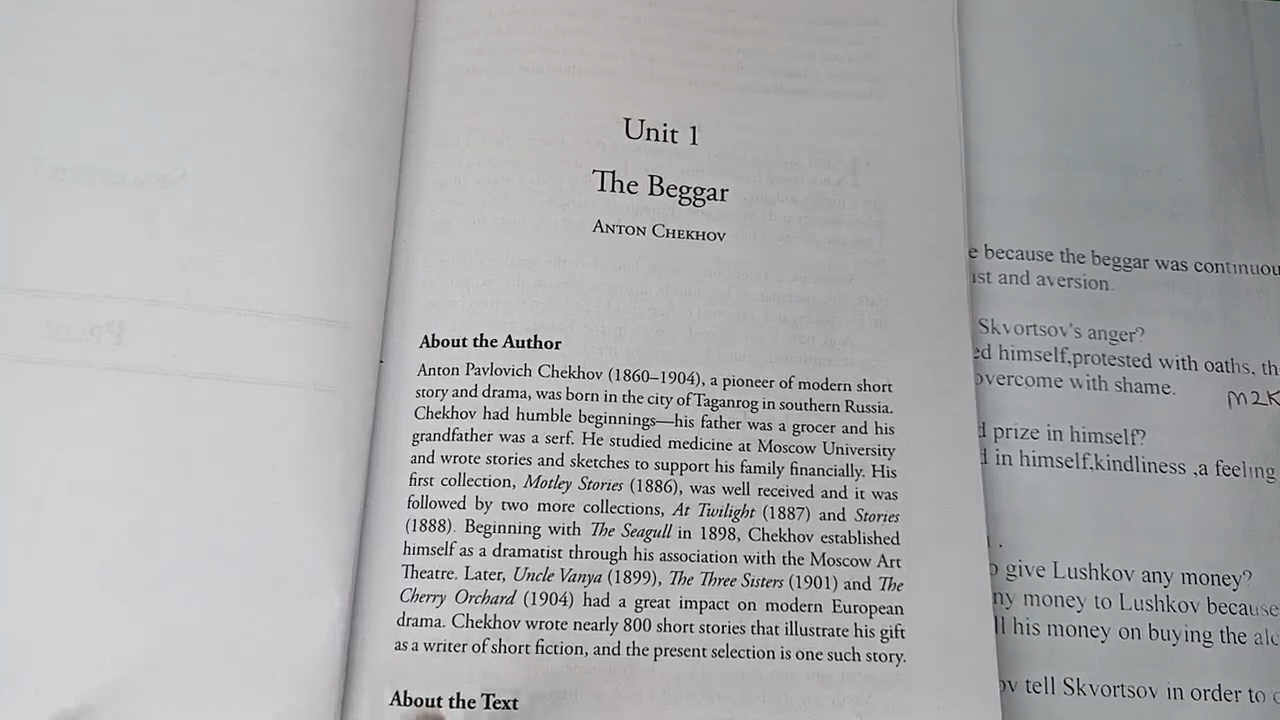 Unit 1
The Beggar
ANTON CHEKHOV
About the Author
Anton Pavlovich Chekhov (1860–1904), a pioneer of modern short
story and drama, was born in the city of Taganrog in southern Russia.
Chekhov had humble beginnings—his father was a grocer and his
grandfather was a serf. He studied medicine at Moscow University
and wrote stories and sketches to support his family financially. His
first collection, Motley Stories (1886), was well received and it was
followed by two more collections, At Twilight (1887) and Stories
(1888). Beginning with The Seagull in 1898, Chekhov established
himself as a dramatist through his association with the Moscow Art
Theatre. Later, Uncle Vanya (1899), The Three Sisters (1901) and The
Cherry Orchard (1904) had a great impact on modern European
drama. Chekhov wrote nearly 800 short stories that illustrate his gift
as a writer of short fiction, and the present selection is one such story.
About the Text
because the beggar was
and aversion.
Skvortsov's anger?
himself,protested with oaths,
overcome with shame.
prize in himself?
in himself,kindliness ,a feeling
give Lushkov any money?
money to Lushkov because
his money on buying the
tell Skvortsov in order to